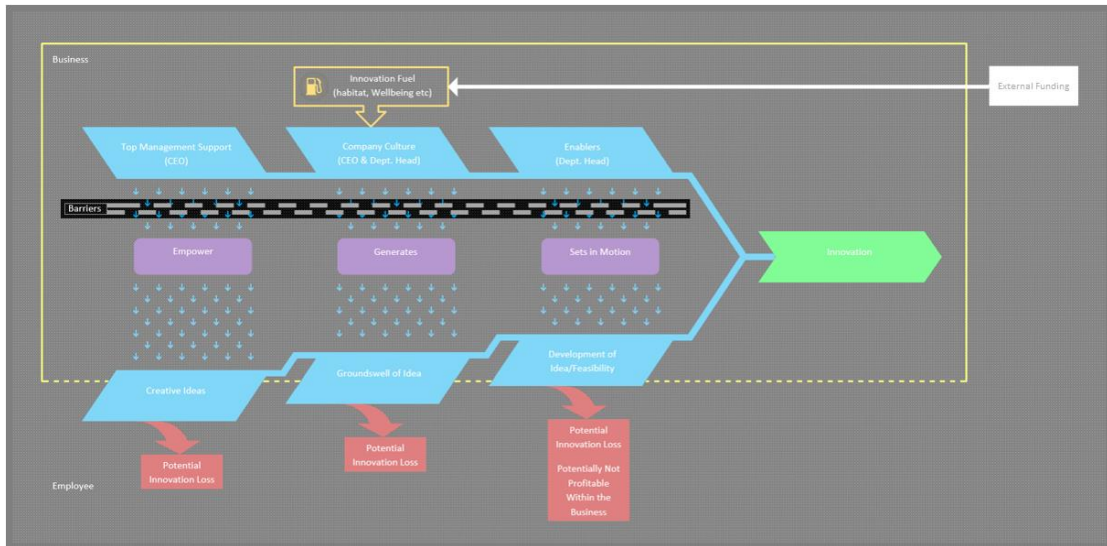 Business
Innovation Fuel
(habitat, Wellbeing etc)
External Funding
Top Management Support
(CEO)
Company Culture
(CEO & Dept. Head)
Enablers
(Dept. Head)
Barriers
Empower
Generates
Sets in Motion
Innovation
Creative Ideas
Groundswell of Idea
Development of
Idea/Feasibility
Potential
Innovation Loss
Potential
Innovation Loss
Potential
Innovation Loss
Potentially Not
Profitable
Within the
Business
Employee